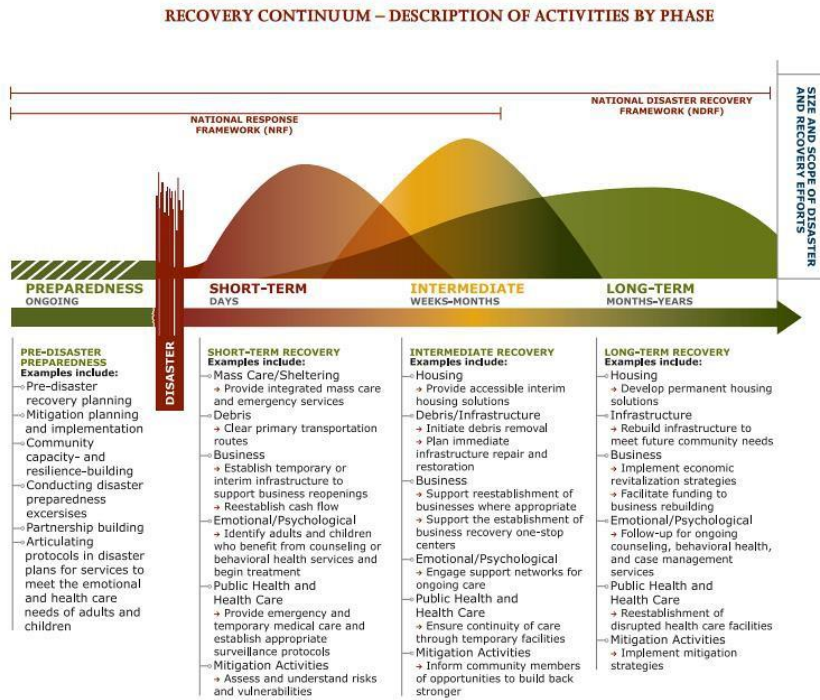 RECOVERY CONTINUUM – DESCRIPTION OF ACTIVITIES BY PHASE
NATIONAL DISASTER RECOVERY
FRAMEWORK (NDRF)
NATIONAL RESPONSE
FRAMEWORK (NRF)
SIZE AND SCOPE OF DISASTER
AND RECOVERY EFFORTS
PREPAREDNESS
ONGOING
SHORT-TERM
DAYS
INTERMEDIATE
WEEKS-MONTHS
LONG-TERM
MONTHS-YEARS
DISASTER
PRE-DISASTER
PREPAREDNESS
Examples include:
Pre-disaster
recovery planning
Mitigation planning
and implementation
Community
capacity- and
resilience-building
Conducting disaster
preparedness
excersises
Partnership building
Articulating
protocols in disaster
plans for services to
meet the emotional
and health care
needs of adults and
children
SHORT-TERM RECOVERY
Examples include:
Mass Care/Sheltering
→ Provide integrated mass care
and emergency services
Debris
→ Clear primary transportation
routes
Business
→ Establish temporary or
interim infrastructure to
support business reopenings
→ Reestablish cash flow
Emotional/Psychological
→ Identify adults and children
who benefit from counseling or
behavioral health services and
begin treatment
Public Health and
Health Care
→ Provide emergency and
temporary medical care and
establish appropriate
surveillance protocols
Mitigation Activities
→ Assess and understand risks
and vulnerabilities
INTERMEDIATE RECOVERY
Examples include:
Housing
→ Provide accessible interim
housing solutions
Debris/Infrastructure
→ Initiate debris removal
→ Plan immediate
infrastructure repair and
restoration
Business
→ Support reestablishment of
businesses where appropriate
→ Support the establishment of
business recovery one-stop
centers
Emotional/Psychological
→ Engage support networks for
ongoing care
Public Health and
Health Care
→ Ensure continuity of care
through temporary facilities
Mitigation Activities
→ Inform community members
of opportunities to build back
stronger
LONG-TERM RECOVERY
Examples include:
Housing
→ Develop permanent housing
solutions
Infrastructure
→ Rebuild infrastructure to
meet future community needs
Business
→ Implement economic
revitalization strategies
→ Facilitate funding to
business rebuilding
Emotional/Psychological
→ Follow-up for ongoing
counseling, behavioral health,
and case management
services
Public Health and
Health Care
→ Reestablishment of
disrupted health care facilities
Mitigation Activities
→ Implement mitigation
strategies